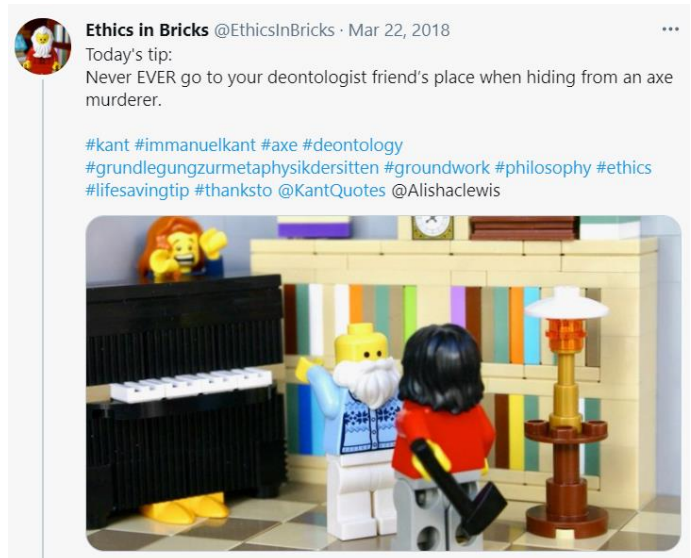 Ethics in Bricks @EthicsInBricks · Mar 22, 2018
Today's tip:
Never EVER go to your deontologist friend's place when hiding from an axe
murderer.
#kant #immanuelkant #axe #deontology
#grundlegungzurmetaphysikdersitten #groundwork #philosophy #ethics
#lifesavingtip #thanksto @KantQuotes @Alishaclewis